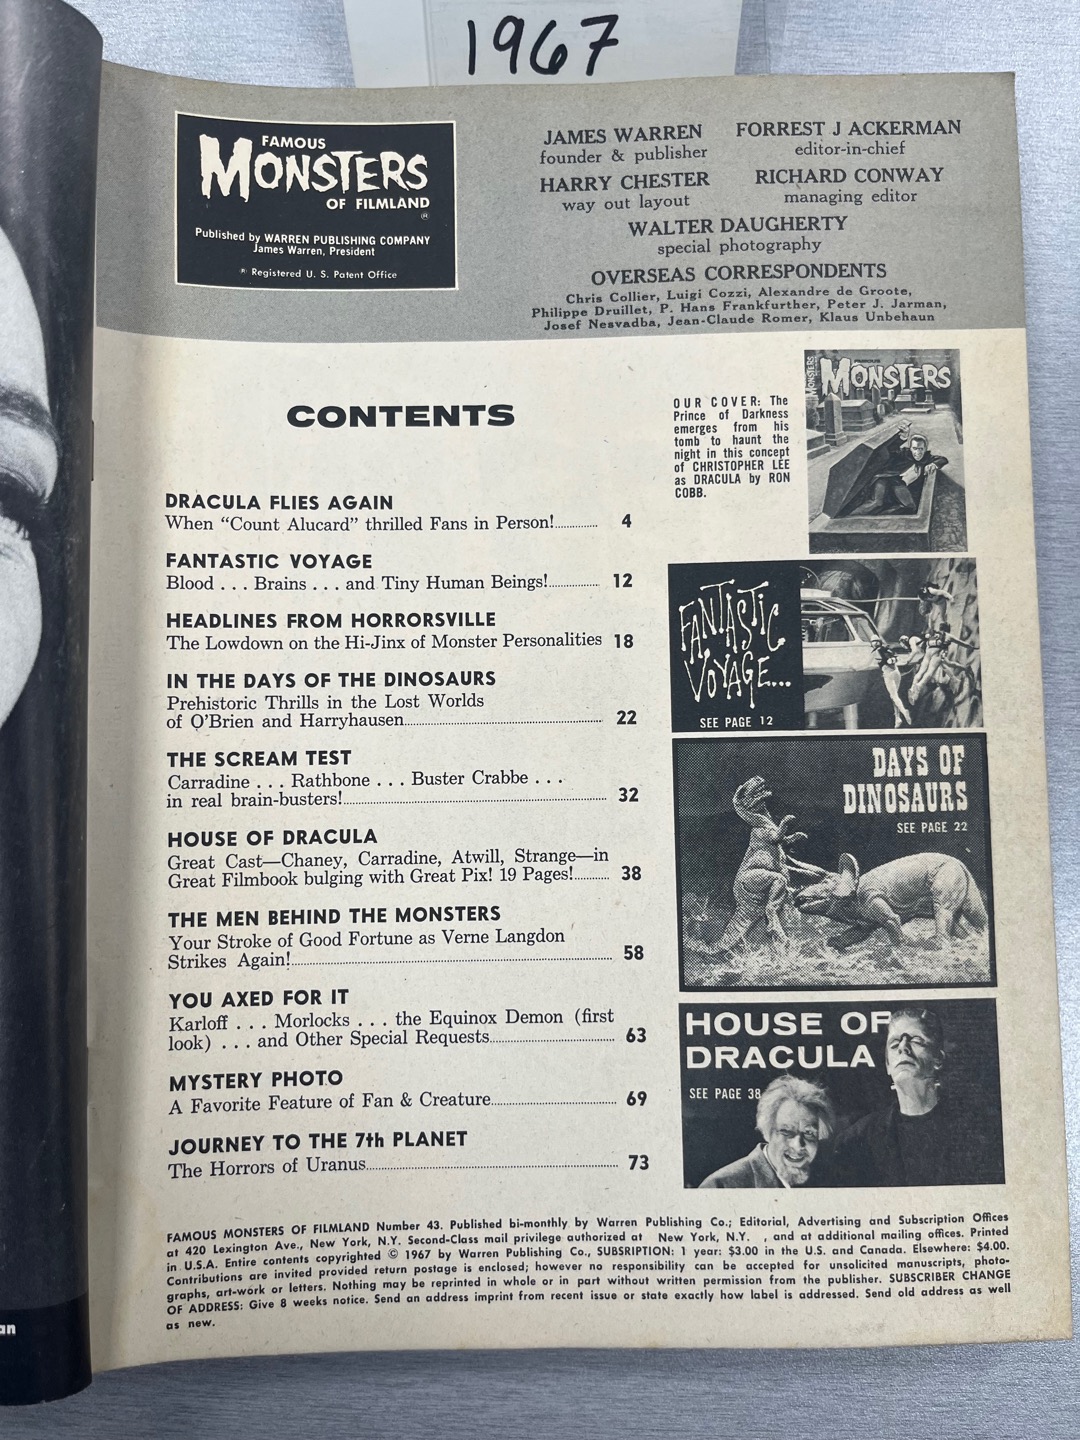 1967
FAMOUS
MONSTERS
OF FILMLAND
®
Published by WARREN PUBLISHING COMPANY
James Warren, President
® Registered U. S. Patent Office
JAMES WARREN
founder & publisher
FORREST J ACKERMAN
editor-in-chief
HARRY CHESTER
way out layout
RICHARD CONWAY
managing editor
WALTER DAUGHERTY
special photography
OVERSEAS CORRESPONDENTS
Chris Collier, Luigi Cozzi, Alexandre de Groote,
Philippe Druillet, P. Hans Frankfurther, Peter J. Jarman,
Josef Nesvadba, Jean-Claude Romer, Klaus Unbehaun
CONTENTS
DRACULA FLIES AGAIN
When "Count Alucard" thrilled Fans in Person!............ 4
FANTASTIC VOYAGE
Blood . . . Brains . . . and Tiny Human Beings!............ 12
HEADLINES FROM HORRORSVILLE
The Lowdown on the Hi-Jinx of Monster Personalities 18
IN THE DAYS OF THE DINOSAURS
Prehistoric Thrills in the Lost Worlds
of O'Brien and Harryhausen............ 22
THE SCREAM TEST
Carradine . . . Rathbone . . . Buster Crabbe . . .
in real brain-busters!............ 32
HOUSE OF DRACULA
Great Cast—Chaney, Carradine, Atwill, Strange—in
Great Filmbook bulging with Great Pix! 19 Pages!............ 38
THE MEN BEHIND THE MONSTERS
Your Stroke of Good Fortune as Verne Langdon
Strikes Again!............ 58
YOU AXED FOR IT
Karloff . . . Morlocks . . . the Equinox Demon (first
look) . . . and Other Special Requests............ 63
MYSTERY PHOTO
A Favorite Feature of Fan & Creature............ 69
JOURNEY TO THE 7th PLANET
The Horrors of Uranus............ 73
OUR COVER: The
Prince of Darkness
emerges from his
tomb to haunt the
night in this concept
of CHRISTOPHER LEE
as DRACULA by RON
COBB.
FAMOUS
MONSTERS
MONSTERS
FANTASTIC
VOYAGE...
SEE PAGE 12
DAYS OF
DINOSAURS
SEE PAGE 22
HOUSE OF
DRACULA
SEE PAGE 38
FAMOUS MONSTERS OF FILMLAND Number 43. Published bi-monthly by Warren Publishing Co.; Editorial, Advertising and Subscription Offices
at 420 Lexington Ave., New York, N.Y. Second-Class mail privilege authorized at New York, N.Y. , and at additional mailing offices. Printed
in U.S.A. Entire contents copyrighted © 1967 by Warren Publishing Co., SUBSRIPTION: 1 year: $3.00 in the U.S. and Canada. Elsewhere: $4.00.
Contributions are invited provided return postage is enclosed; however no responsibility can be accepted for unsolicited manuscripts, photo-
graphs, art-work or letters. Nothing may be reprinted in whole or in part without written permission from the publisher. SUBSCRIBER CHANGE
OF ADDRESS: Give 8 weeks notice. Send an address imprint from recent issue or state exactly how label is addressed. Send old address as well
as new.
an